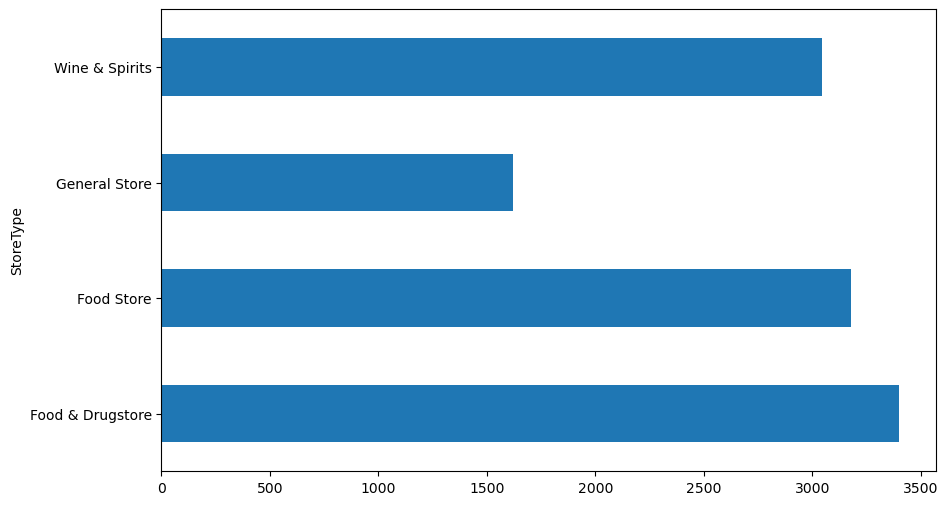 Wine & Spirits
General Store
Food Store
Food & Drugstore
StoreType
0 500 1000 1500 2000 2500 3000 3500